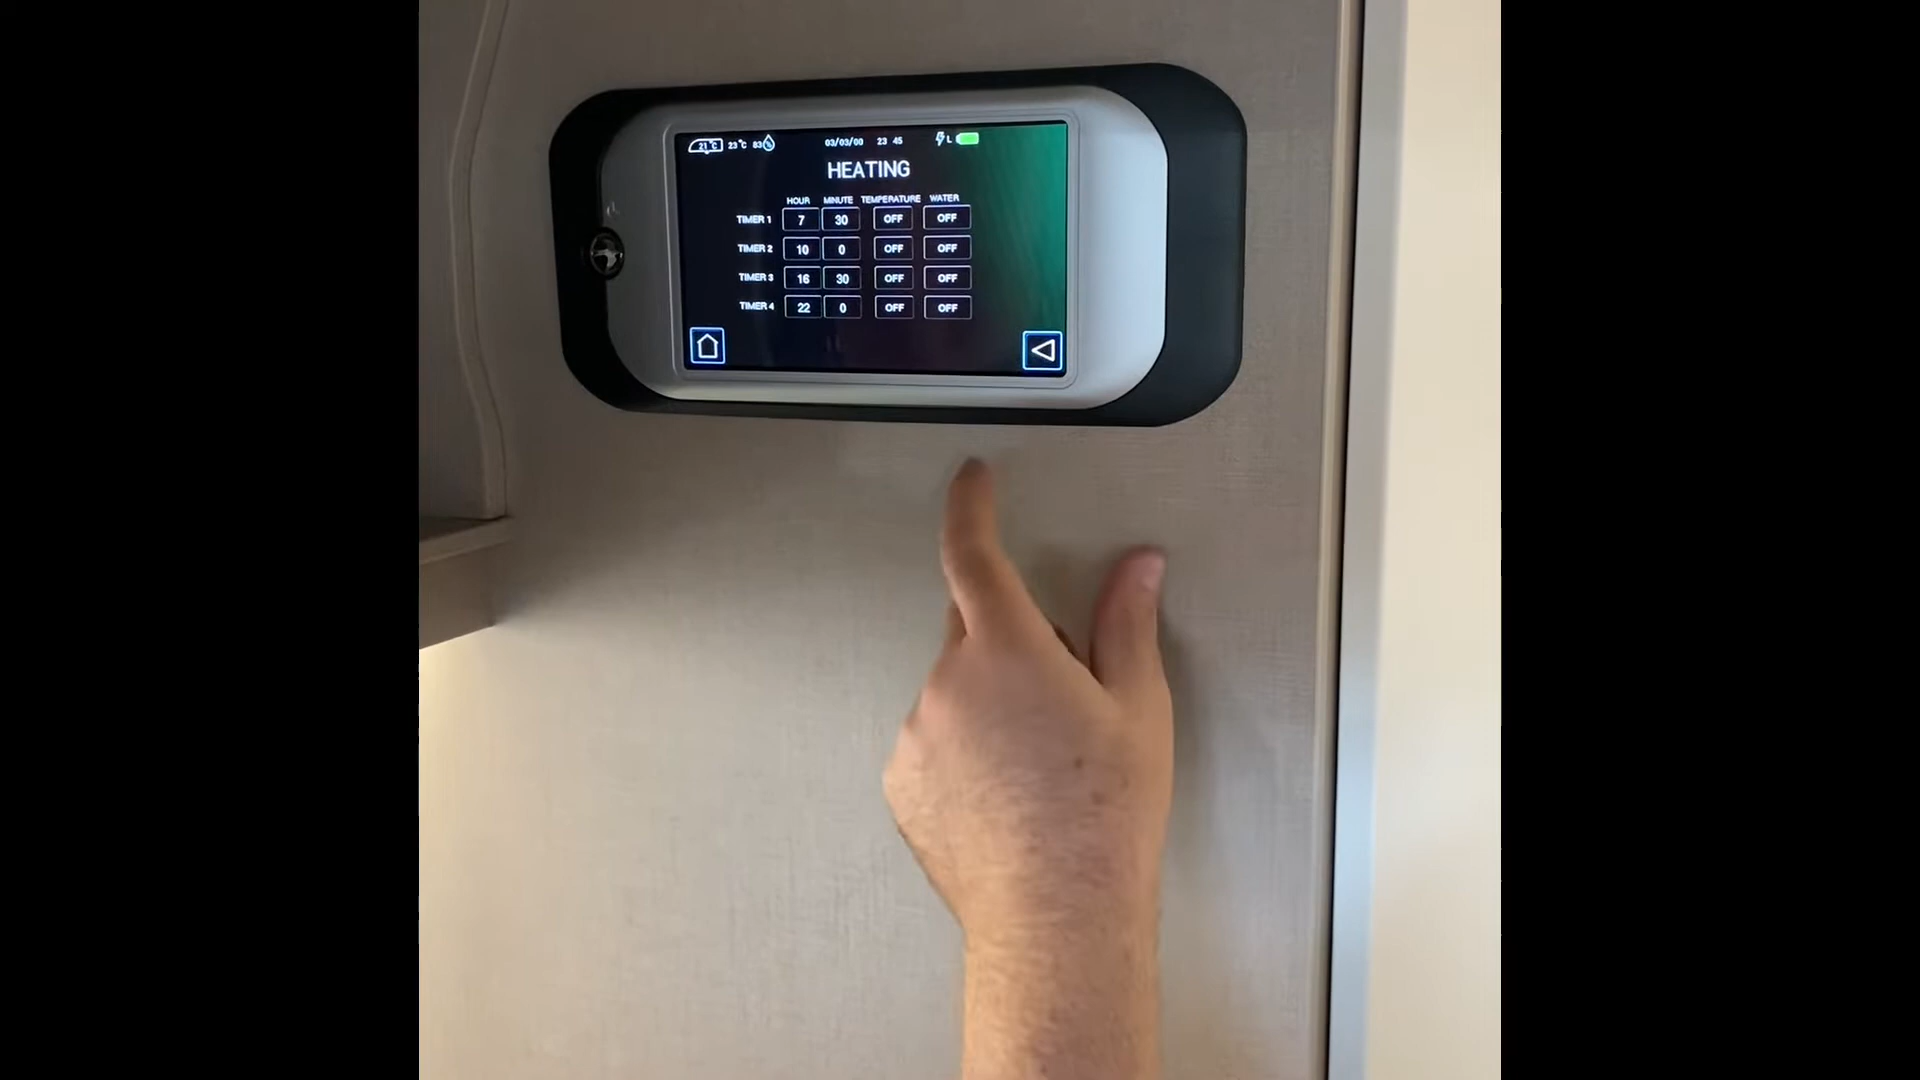 21°C 23°C 83% 03/03/00 23 45 L
HEATING
HOUR MINUTE TEMPERATURE WATER
TIMER 1 7 30 OFF OFF
TIMER 2 10 0 OFF OFF
TIMER 3 16 30 OFF OFF
TIMER 4 22 0 OFF OFF